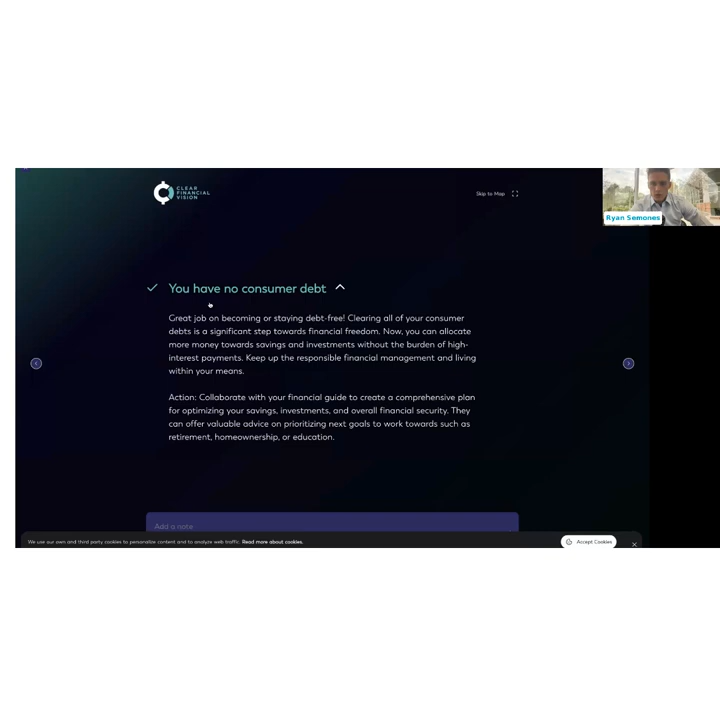 CLEAR
FINANCIAL
VISION
Skip to Map
Ryan Semones
You have no consumer debt
Great job on becoming or staying debt-free! Clearing all of your consumer
debts is a significant step towards financial freedom. Now, you can allocate
more money towards savings and investments without the burden of high-
interest payments. Keep up the responsible financial management and living
within your means.
Action: Collaborate with your financial guide to create a comprehensive plan
for optimizing your savings, investments, and overall financial security. They
can offer valuable advice on prioritizing next goals to work towards such as
retirement, homeownership, or education.
Add a note
We use our own and third party cookies to personalize content and to analyze web traffic. Read more about cookies.
Accept Cookies